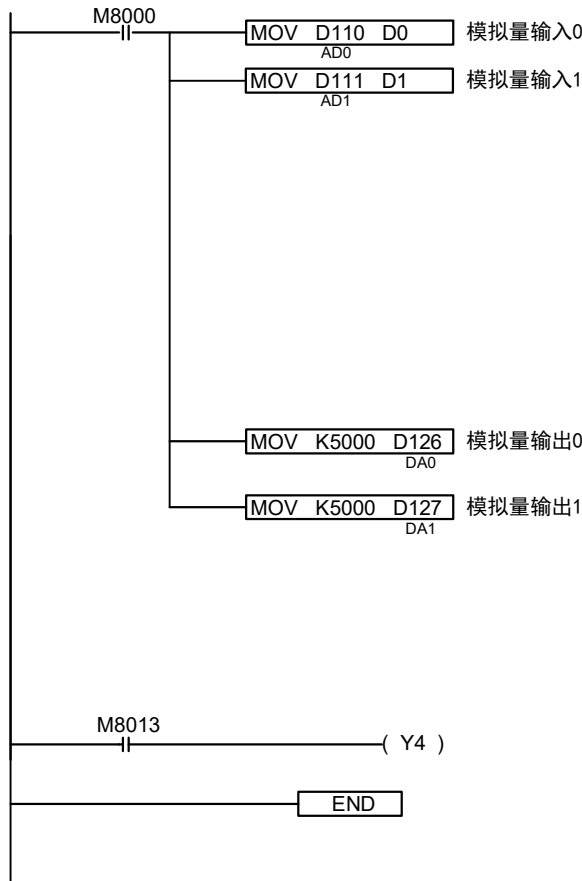 M8000
MOV D110 D0 模拟量输入0
AD0
MOV D111 D1 模拟量输入1
AD1
MOV K5000 D126 模拟量输出0
DA0
MOV K5000 D127 模拟量输出1
DA1
M8013
( Y4 )
END